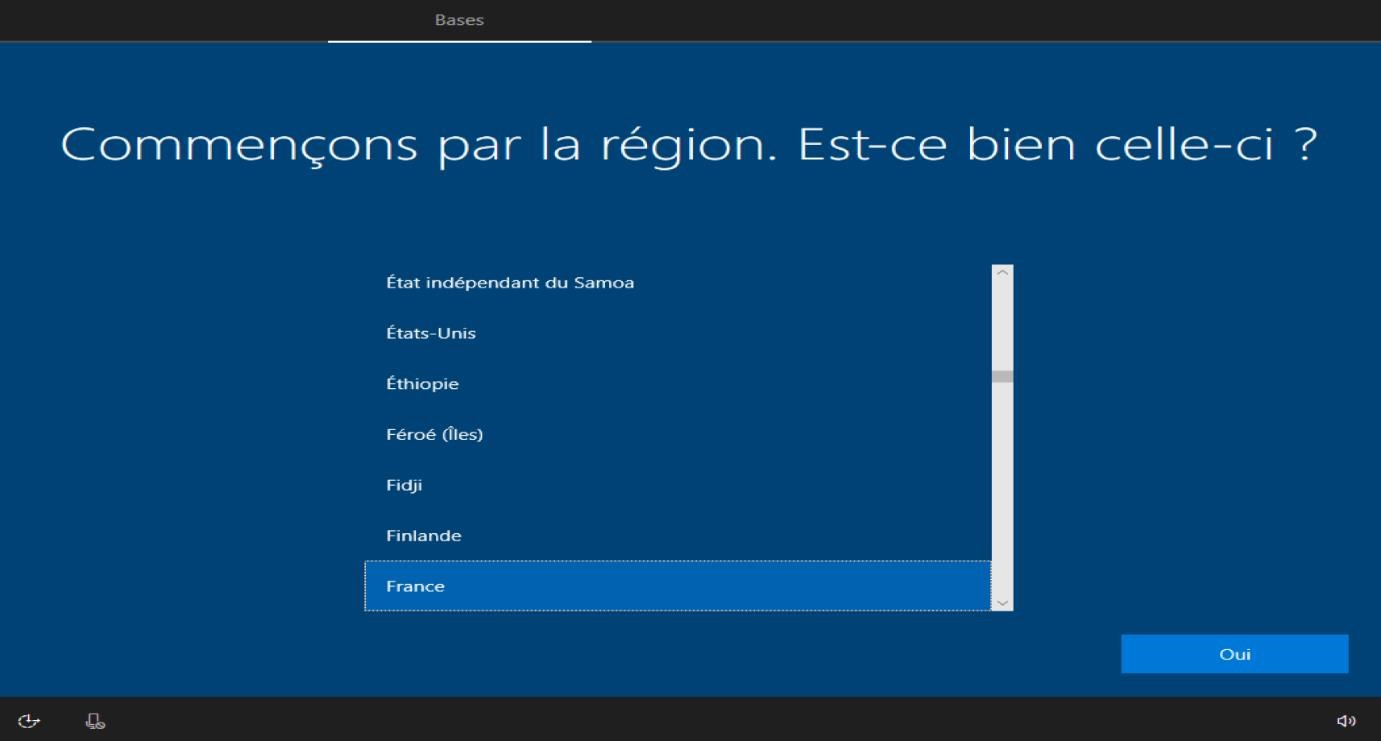 Bases
Commençons par la région. Est-ce bien celle-ci ?
État indépendant du Samoa
États-Unis
Éthiopie
Féroé (Îles)
Fidji
Finlande
France
Oui